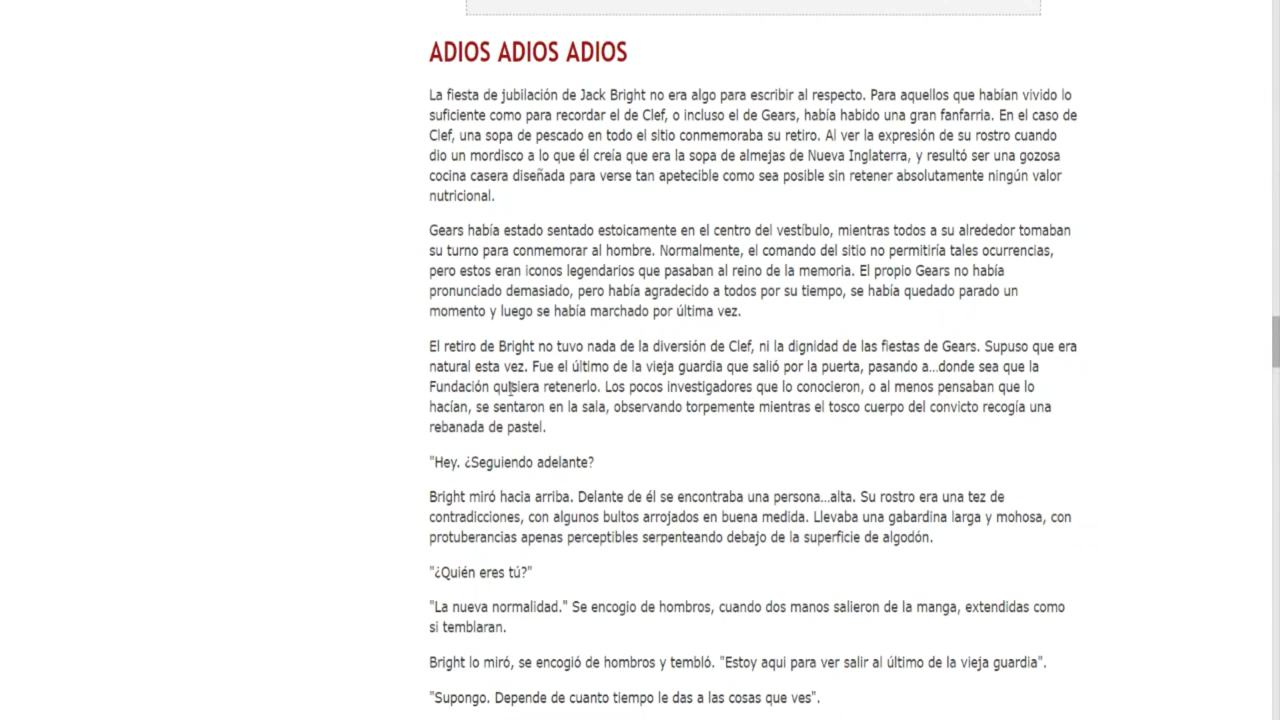 ADIOS ADIOS ADIOS
La fiesta de jubilación de Jack Bright no era algo para escribir al respecto. Para aquellos que habían vivido lo
suficiente como para recordar el de Clef, o incluso el de Gears, había habido una gran fanfarria. En el caso de
Clef, una sopa de pescado en todo el sitio conmemoraba su retiro. Al ver la expresión de su rostro cuando
dio un mordisco a lo que él creía que era la sopa de almejas de Nueva Inglaterra, y resultó ser una gozosa
cocina casera diseñada para verse tan apetecible como sea posible sin retener absolutamente ningún valor
nutricional.
Gears había estado sentado estoicamente en el centro del vestíbulo, mientras todos a su alrededor tomaban
su turno para conmemorar al hombre. Normalmente, el comando del sitio no permitiría tales ocurrencias,
pero estos eran iconos legendarios que pasaban al reino de la memoria. El propio Gears no había
pronunciado demasiado, pero había agradecido a todos por su tiempo, se había quedado parado un
momento y luego se había marchado por última vez.
El retiro de Bright no tuvo nada de la diversión de Clef, ni la dignidad de las fiestas de Gears. Supuso que era
natural esta vez. Fue el último de la vieja guardia que salió por la puerta, pasando a...donde sea que la
Fundación quisiera retenerlo. Los pocos investigadores que lo conocieron, o al menos pensaban que lo
hacían, se sentaron en la sala, observando torpemente mientras el tosco cuerpo del convicto recogía una
rebanada de pastel.
"Hey. ¿Seguiendo adelante?
Bright miró hacia arriba. Delante de él se encontraba una persona...alta. Su rostro era una tez de
contradicciones, con algunos bultos arrojados en buena medida. Llevaba una gabardina larga y mohosa, con
protuberancias apenas perceptibles serpenteando debajo de la superficie de algodón.
"¿Quién eres tú?"
"La nueva normalidad." Se encogio de hombros, cuando dos manos salieron de la manga, extendidas como
si temblaran.
Bright lo miró, se encogió de hombros y tembló. "Estoy aqui para ver salir al último de la vieja guardia".
"Supongo. Depende de cuanto tiempo le das a las cosas que ves".